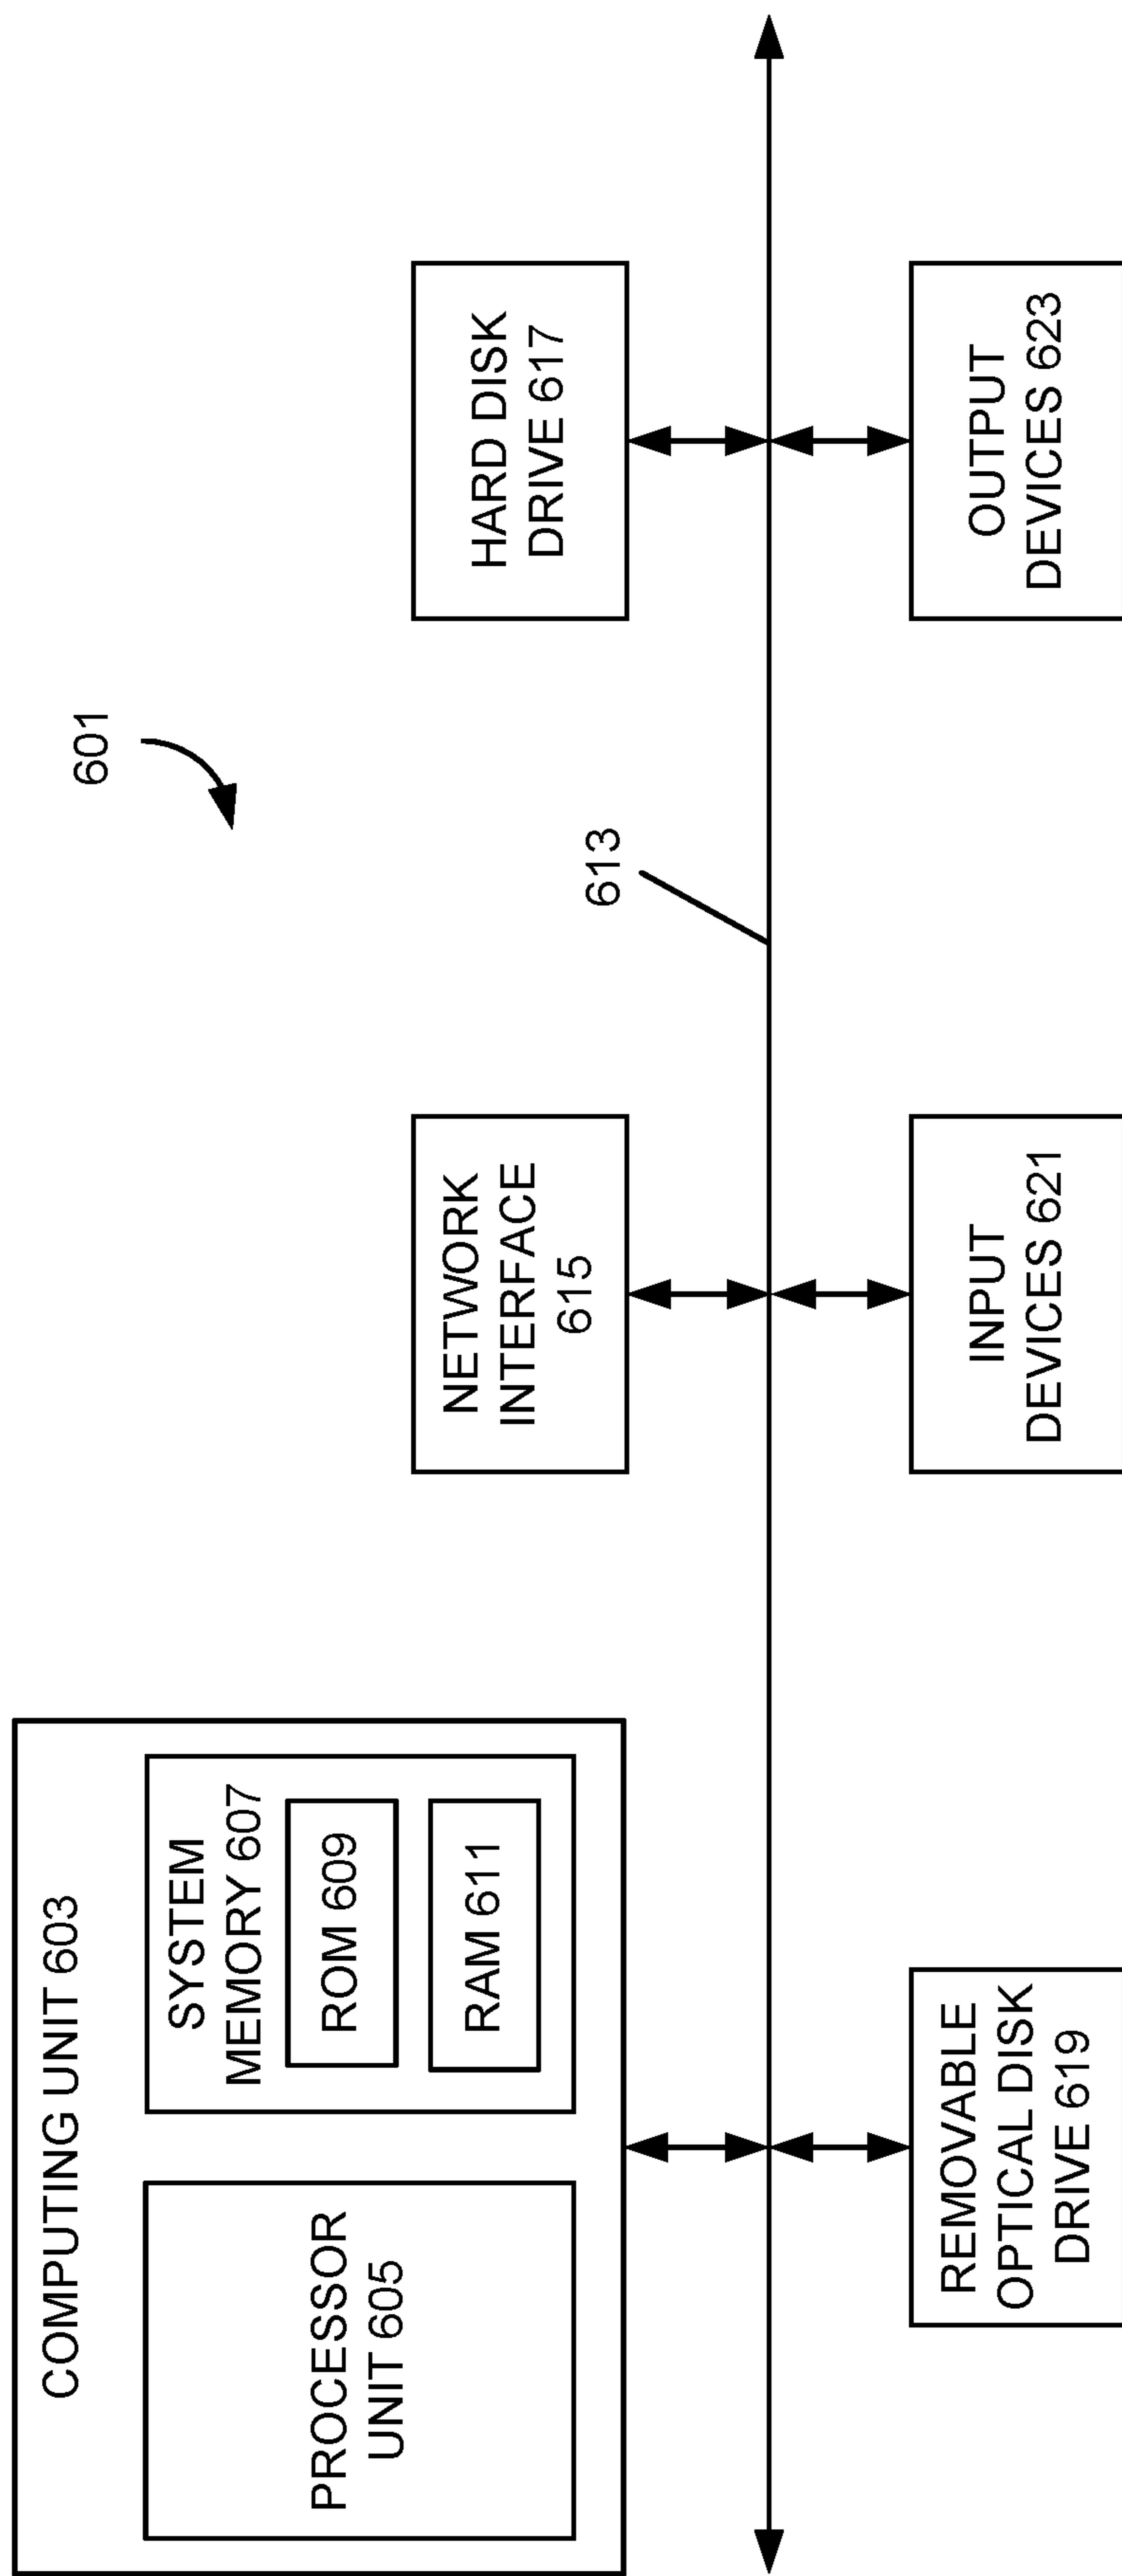 601
COMPUTING UNIT 603
PROCESSOR
UNIT 605
SYSTEM
MEMORY 607
ROM 609
RAM 611
NETWORK
INTERFACE
615
HARD DISK
DRIVE 617
613
REMOVABLE
OPTICAL DISK
DRIVE 619
INPUT
DEVICES 621
OUTPUT
DEVICES 623